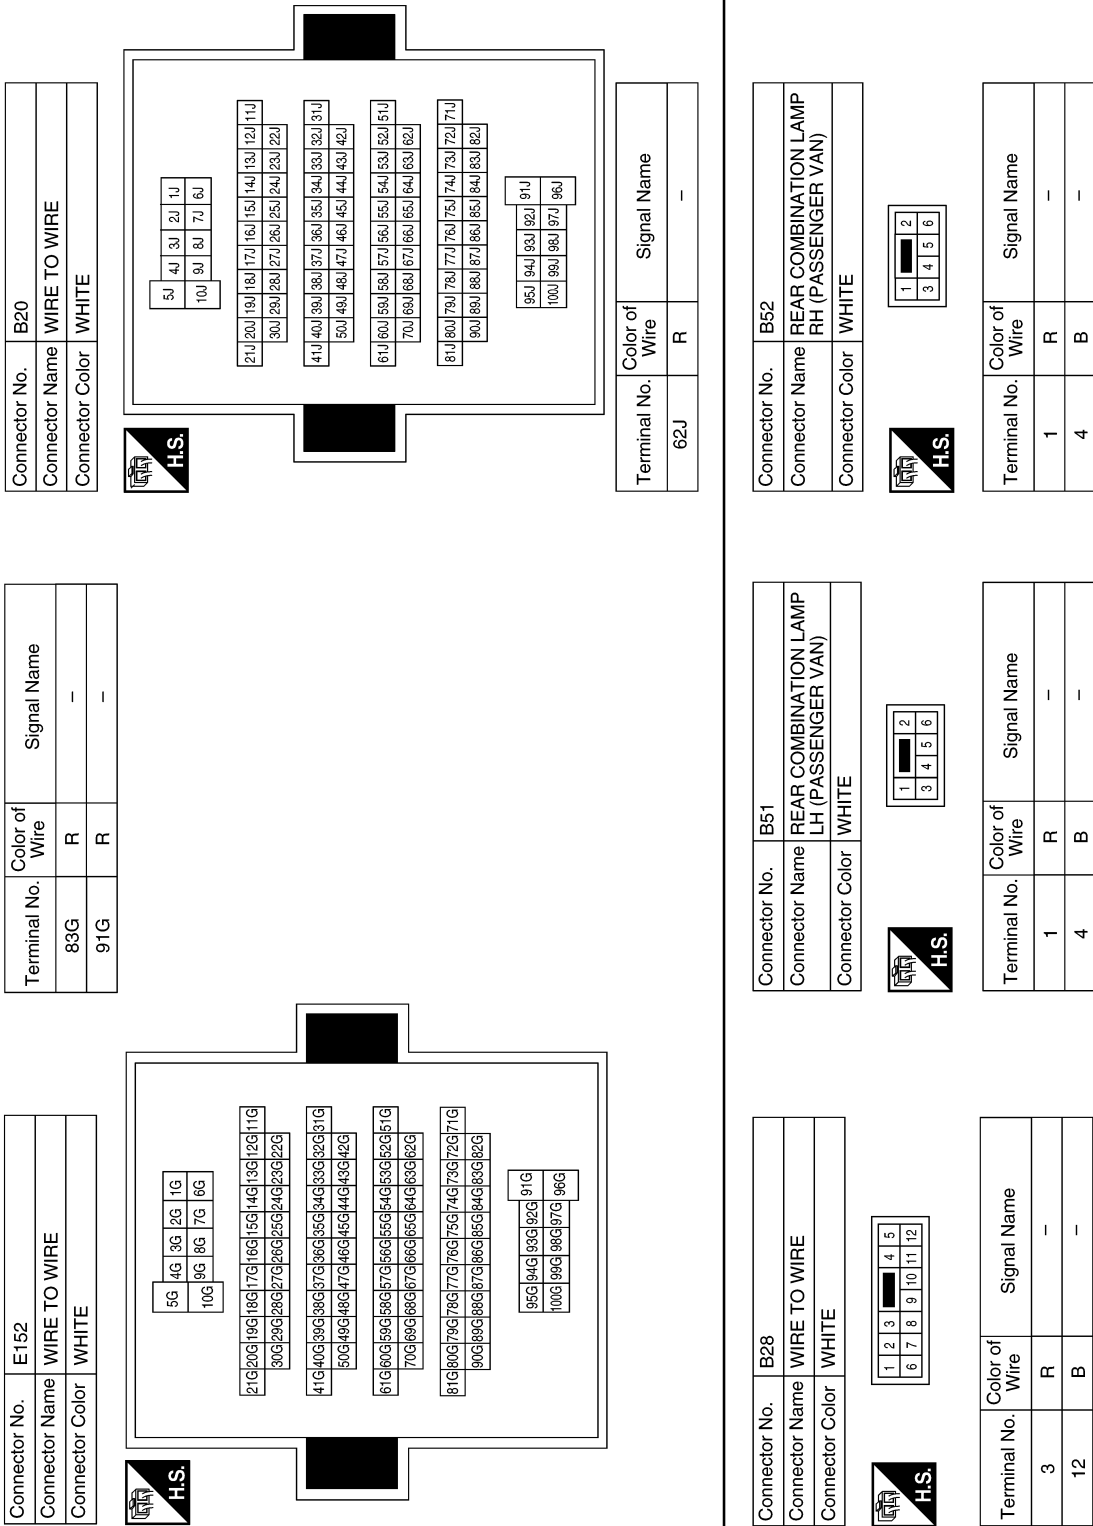 Connector No. E152
Connector Name WIRE TO WIRE
Connector Color WHITE
H.S.
5G 4G 3G 2G 1G
10G 9G 8G 7G 6G
21G 20G 19G 18G 17G 16G 15G 14G 13G 12G 11G
30G 29G 28G 27G 26G 25G 24G 23G 22G
41G 40G 39G 38G 37G 36G 35G 34G 33G 32G 31G
50G 49G 48G 47G 46G 45G 44G 43G 42G
61G 60G 59G 58G 57G 56G 55G 54G 53G 52G 51G
70G 69G 68G 67G 66G 65G 64G 63G 62G
81G 80G 79G 78G 77G 76G 75G 74G 73G 72G 71G
90G 89G 88G 87G 86G 85G 84G 83G 82G
95G 94G 93G 92G 91G
100G 99G 98G 97G 96G
Terminal No. Color of Wire Signal Name
83G R –
91G R –
Connector No. B20
Connector Name WIRE TO WIRE
Connector Color WHITE
H.S.
5J 4J 3J 2J 1J
10J 9J 8J 7J 6J
21J 20J 19J 18J 17J 16J 15J 14J 13J 12J 11J
30J 29J 28J 27J 26J 25J 24J 23J 22J
41J 40J 39J 38J 37J 36J 35J 34J 33J 32J 31J
50J 49J 48J 47J 46J 45J 44J 43J 42J
61J 60J 59J 58J 57J 56J 55J 54J 53J 52J 51J
70J 69J 68J 67J 66J 65J 64J 63J 62J
81J 80J 79J 78J 77J 76J 75J 74J 73J 72J 71J
90J 89J 88J 87J 86J 85J 84J 83J 82J
95J 94J 93J 92J 91J
100J 99J 98J 97J 96J
Terminal No. Color of Wire Signal Name
62J R –
Connector No. B28
Connector Name WIRE TO WIRE
Connector Color WHITE
H.S.
1 2 3 4 5
6 7 8 9 10 11 12
Terminal No. Color of Wire Signal Name
3 R –
12 B –
Connector No. B51
Connector Name REAR COMBINATION LAMP
LH (PASSENGER VAN)
Connector Color WHITE
H.S.
1 2
3 4 5 6
Terminal No. Color of Wire Signal Name
1 R –
4 B –
Connector No. B52
Connector Name REAR COMBINATION LAMP
RH (PASSENGER VAN)
Connector Color WHITE
H.S.
1 2
3 4 5 6
Terminal No. Color of Wire Signal Name
1 R –
4 B –